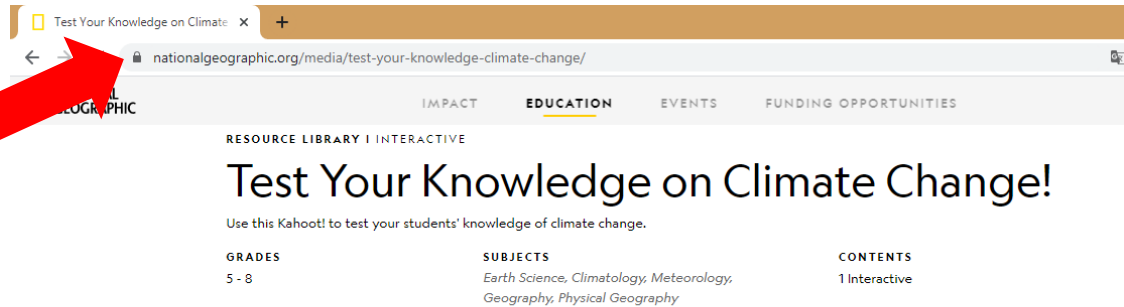 Test Your Knowledge on Climate
nationalgeographic.org/media/test-your-knowledge-climate-change/
IMPACT EDUCATION EVENTS FUNDING OPPORTUNITIES
RESOURCE LIBRARY I INTERACTIVE
Test Your Knowledge on Climate Change!
Use this Kahoot! to test your students' knowledge of climate change.
GRADES SUBJECTS CONTENTS
5 - 8 Earth Science, Climatology, Meteorology, 1 Interactive
Geography, Physical Geography